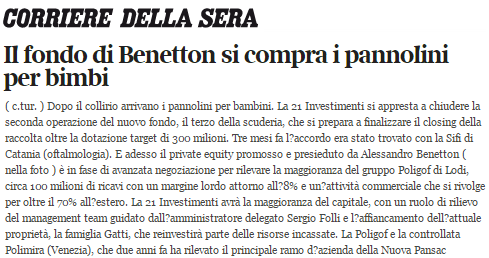 CORRIERE DELLA SERA
Il fondo di Benetton si compra i pannolini
per bimbi
( c.tur. ) Dopo il collirio arrivano i pannolini per bambini. La 21 Investimenti si appresta a chiudere la
seconda operazione del nuovo fondo, il terzo della scuderia, che si prepara a finalizzare il closing della
raccolta oltre la dotazione target di 300 milioni. Tre mesi fa l?accordo era stato trovato con la Sifi di
Catania (oftalmologia). E adesso il private equity promosso e presieduto da Alessandro Benetton (
nella foto ) è in fase di avanzata negoziazione per rilevare la maggioranza del gruppo Poligof di Lodi,
circa 100 milioni di ricavi con un margine lordo attorno all?8% e un?attività commerciale che si rivolge
per oltre il 70% all?estero. La 21 Investimenti avrà la maggioranza del capitale, con un ruolo di rilievo
del management team guidato dall?amministratore delegato Sergio Folli e l?affiancamento dell?attuale
proprietà, la famiglia Gatti, che reinvestirà parte delle risorse incassate. La Poligof e la controllata
Polimira (Venezia), che due anni fa ha rilevato il principale ramo d?azienda della Nuova Pansac